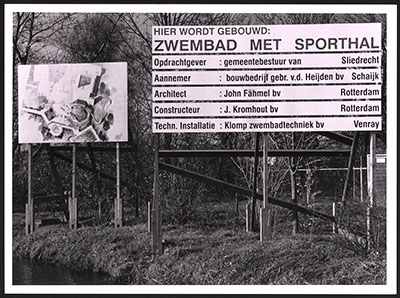 HIER WORDT GEBOUWD:
ZWEMBAD MET SPORTHAL
Opdrachtgever : gemeentebestuur van Sliedrecht
Aannemer : bouwbedrijf gebr. v.d. Heijden bv Schaijk
Architect : John Fähmel bv Rotterdam
Constructeur : J. Kromhout bv Rotterdam
Techn. Installatie : Klomp zwembadtechniek bv Venray